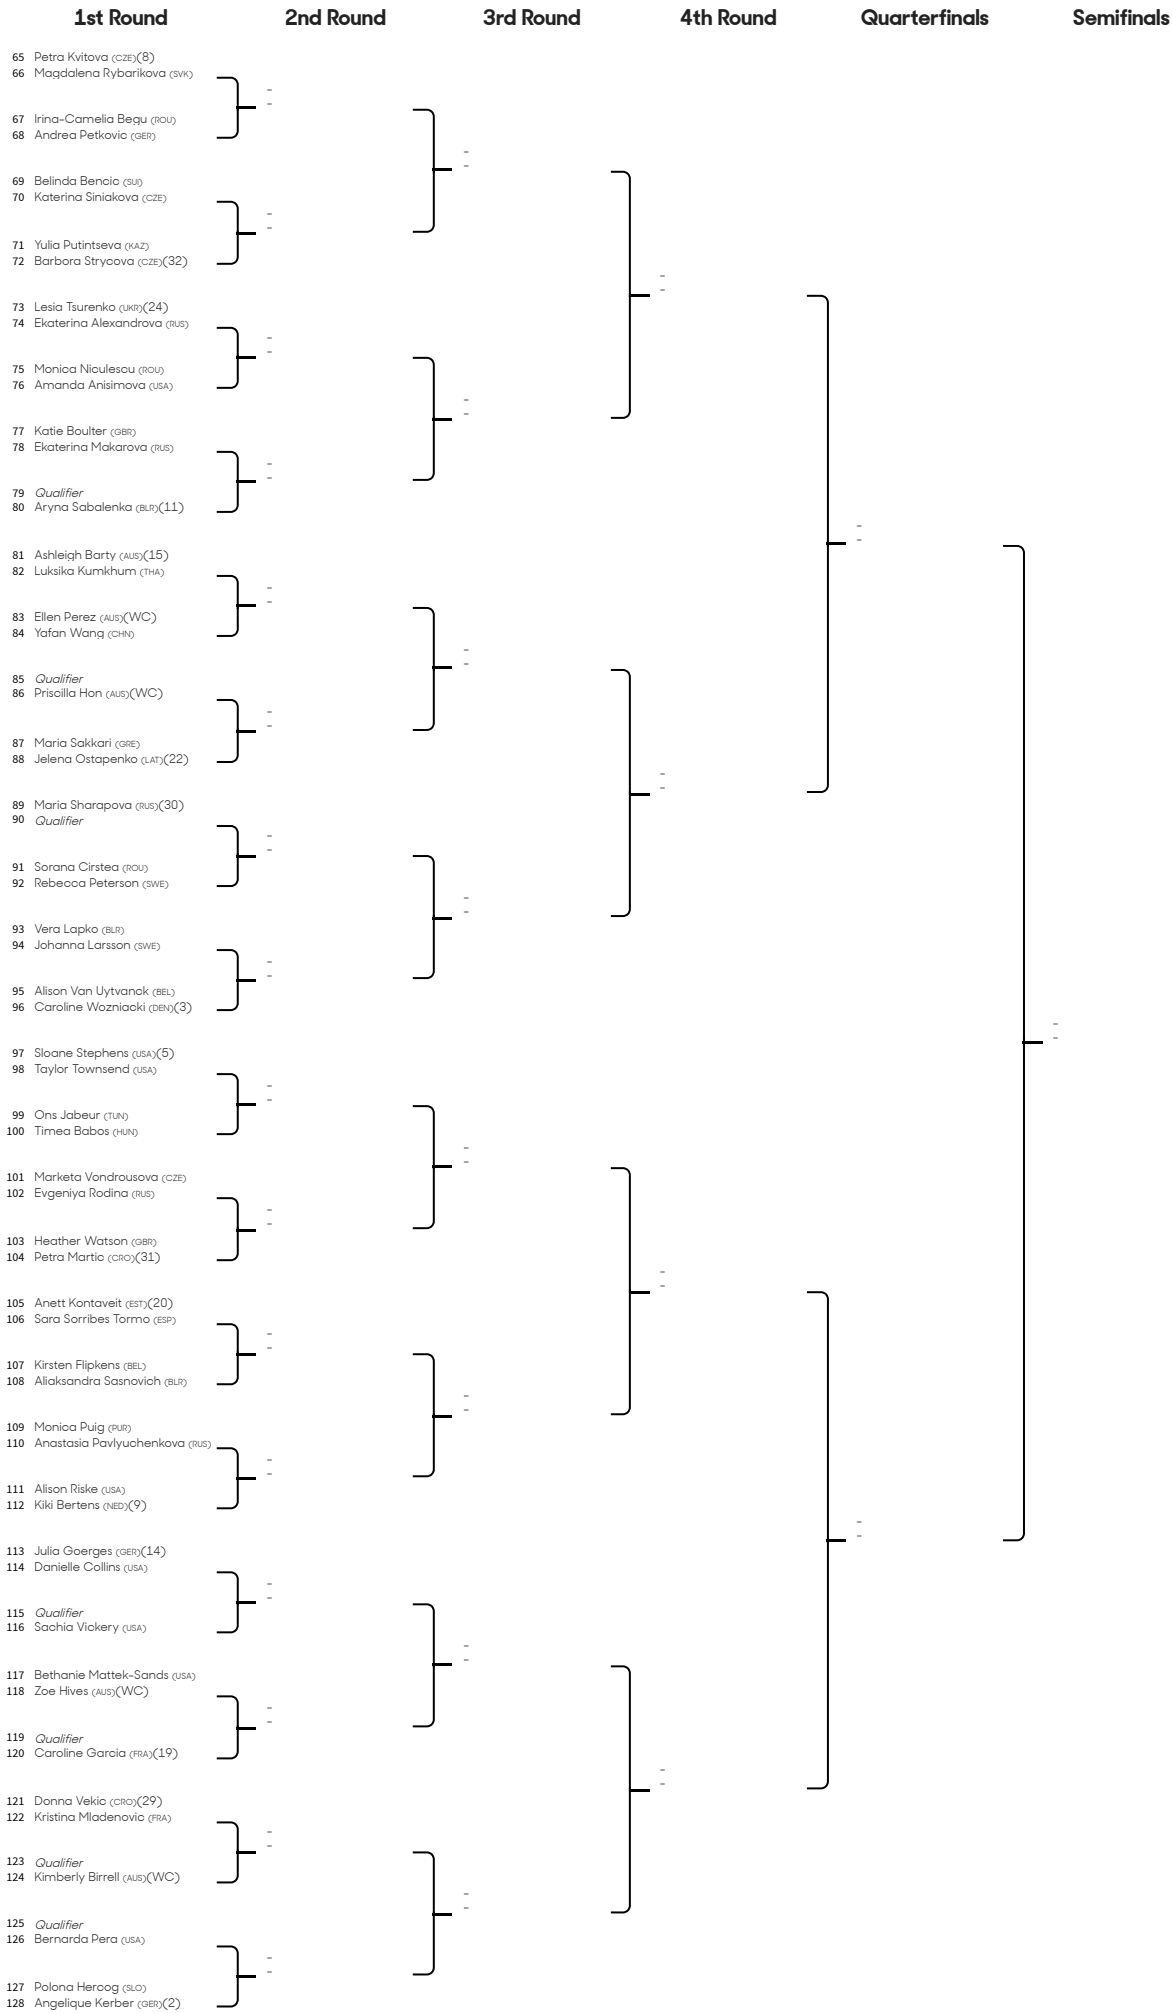 1st Round 2nd Round 3rd Round 4th Round Quarterfinals Semifinals
65 Petra Kvitova (CZE)(8)
66 Magdalena Rybarikova (SVK)
67 Irina-Camelia Begu (ROU)
68 Andrea Petkovic (GER)
69 Belinda Bencic (SUI)
70 Katerina Siniakova (CZE)
71 Yulia Putintseva (KAZ)
72 Barbora Strycova (CZE)(32)
73 Lesia Tsurenko (UKR)(24)
74 Ekaterina Alexandrova (RUS)
75 Monica Niculescu (ROU)
76 Amanda Anisimova (USA)
77 Katie Boulter (GBR)
78 Ekaterina Makarova (RUS)
79 Qualifier
80 Aryna Sabalenka (BLR)(11)
81 Ashleigh Barty (AUS)(15)
82 Luksika Kumkhum (THA)
83 Ellen Perez (AUS)(WC)
84 Yafan Wang (CHN)
85 Qualifier
86 Priscilla Hon (AUS)(WC)
87 Maria Sakkari (GRE)
88 Jelena Ostapenko (LAT)(22)
89 Maria Sharapova (RUS)(30)
90 Qualifier
91 Sorana Cirstea (ROU)
92 Rebecca Peterson (SWE)
93 Vera Lapko (BLR)
94 Johanna Larsson (SWE)
95 Alison Van Uytvanck (BEL)
96 Caroline Wozniacki (DEN)(3)
97 Sloane Stephens (USA)(5)
98 Taylor Townsend (USA)
99 Ons Jabeur (TUN)
100 Timea Babos (HUN)
101 Marketa Vondrousova (CZE)
102 Evgeniya Rodina (RUS)
103 Heather Watson (GBR)
104 Petra Martic (CRO)(31)
105 Anett Kontaveit (EST)(20)
106 Sara Sorribes Tormo (ESP)
107 Kirsten Flipkens (BEL)
108 Aliaksandra Sasnovich (BLR)
109 Monica Puig (PUR)
110 Anastasia Pavlyuchenkova (RUS)
111 Alison Riske (USA)
112 Kiki Bertens (NED)(9)
113 Julia Goerges (GER)(14)
114 Danielle Collins (USA)
115 Qualifier
116 Sachia Vickery (USA)
117 Bethanie Mattek-Sands (USA)
118 Zoe Hives (AUS)(WC)
119 Qualifier
120 Caroline Garcia (FRA)(19)
121 Donna Vekic (CRO)(29)
122 Kristina Mladenovic (FRA)
123 Qualifier
124 Kimberly Birrell (AUS)(WC)
125 Qualifier
126 Bernarda Pera (USA)
127 Polona Hercog (SLO)
128 Angelique Kerber (GER)(2)